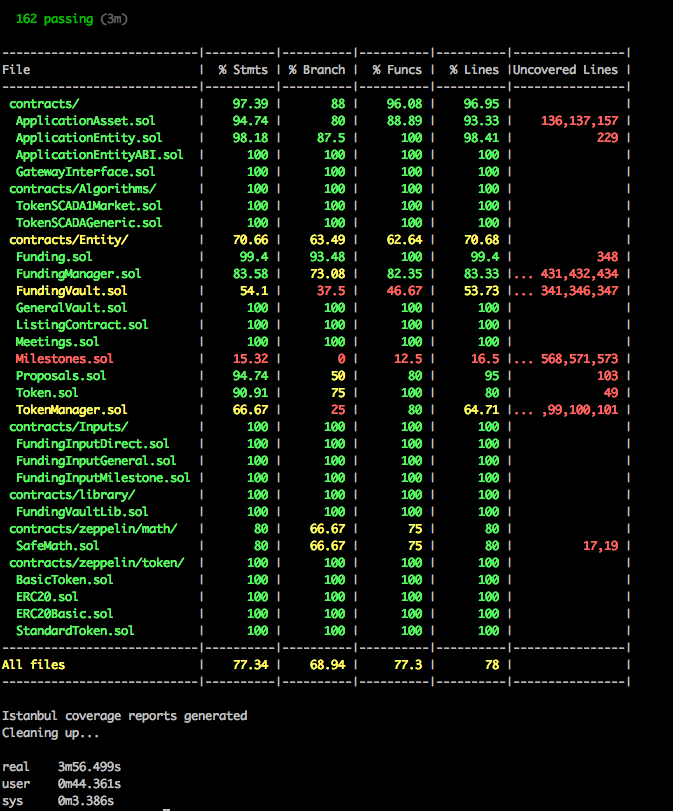 162 passing (3m)
---------------------------|----------|----------|----------|----------|----------------|
File                       |  % Stmts | % Branch |  % Funcs |  % Lines |Uncovered Lines |
---------------------------|----------|----------|----------|----------|----------------|
 contracts/                |    97.39 |       88 |    96.08 |    96.95 |                |
  ApplicationAsset.sol     |    94.74 |       80 |    88.89 |    93.33 |    136,137,157 |
  ApplicationEntity.sol    |    98.18 |     87.5 |      100 |    98.41 |            229 |
  ApplicationEntityABI.sol |      100 |      100 |      100 |      100 |                |
  GatewayInterface.sol     |      100 |      100 |      100 |      100 |                |
 contracts/Algorithms/     |      100 |      100 |      100 |      100 |                |
  TokenSCADA1Market.sol    |      100 |      100 |      100 |      100 |                |
  TokenSCADAGeneric.sol    |      100 |      100 |      100 |      100 |                |
 contracts/Entity/         |    70.66 |    63.49 |    62.64 |    70.68 |                |
  Funding.sol              |     99.4 |    93.48 |      100 |     99.4 |            348 |
  FundingManager.sol       |    83.58 |    73.08 |    82.35 |    83.33 |... 431,432,434 |
  FundingVault.sol         |     54.1 |     37.5 |    46.67 |    53.73 |... 341,346,347 |
  GeneralVault.sol         |      100 |      100 |      100 |      100 |                |
  ListingContract.sol      |      100 |      100 |      100 |      100 |                |
  Meetings.sol             |      100 |      100 |      100 |      100 |                |
  Milestones.sol           |    15.32 |        0 |     12.5 |     16.5 |... 568,571,573 |
  Proposals.sol            |    94.74 |       50 |       80 |       95 |            103 |
  Token.sol                |    90.91 |       75 |      100 |       80 |             49 |
  TokenManager.sol         |    66.67 |       25 |       80 |    64.71 |... ,99,100,101 |
 contracts/Inputs/         |      100 |      100 |      100 |      100 |                |
  FundingInputDirect.sol   |      100 |      100 |      100 |      100 |                |
  FundingInputGeneral.sol  |      100 |      100 |      100 |      100 |                |
  FundingInputMilestone.sol |      100 |      100 |      100 |      100 |                |
 contracts/library/        |      100 |      100 |      100 |      100 |                |
  FundingVaultLib.sol      |      100 |      100 |      100 |      100 |                |
 contracts/zeppelin/math/  |       80 |    66.67 |       75 |       80 |                |
  SafeMath.sol             |       80 |    66.67 |       75 |       80 |          17,19 |
 contracts/zeppelin/token/ |      100 |      100 |      100 |      100 |                |
  BasicToken.sol           |      100 |      100 |      100 |      100 |                |
  ERC20.sol                |      100 |      100 |      100 |      100 |                |
  ERC20Basic.sol           |      100 |      100 |      100 |      100 |                |
  StandardToken.sol        |      100 |      100 |      100 |      100 |                |
---------------------------|----------|----------|----------|----------|----------------|
All files                  |    77.34 |    68.94 |     77.3 |       78 |                |
---------------------------|----------|----------|----------|----------|----------------|
Istanbul coverage reports generated
Cleaning up...
real    3m56.499s
user    0m44.361s
sys     0m3.386s